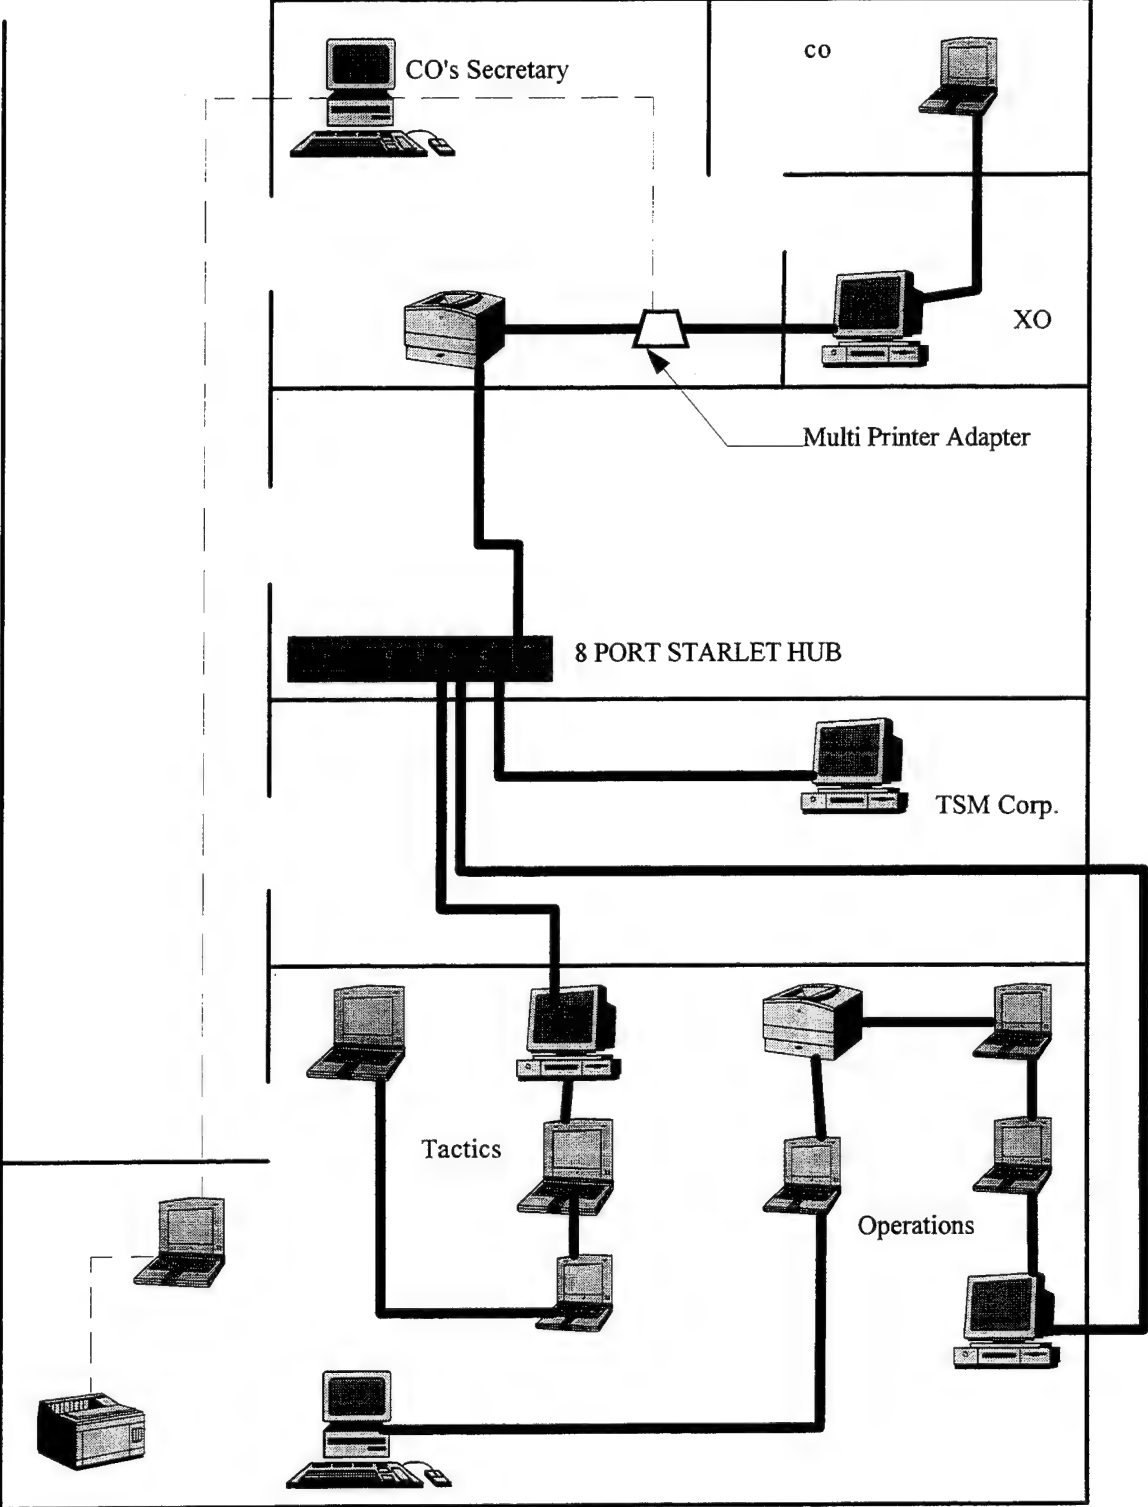 CO's Secretary
co
XO
Multi Printer Adapter
8 PORT STARLET HUB
TSM Corp.
Tactics
Operations